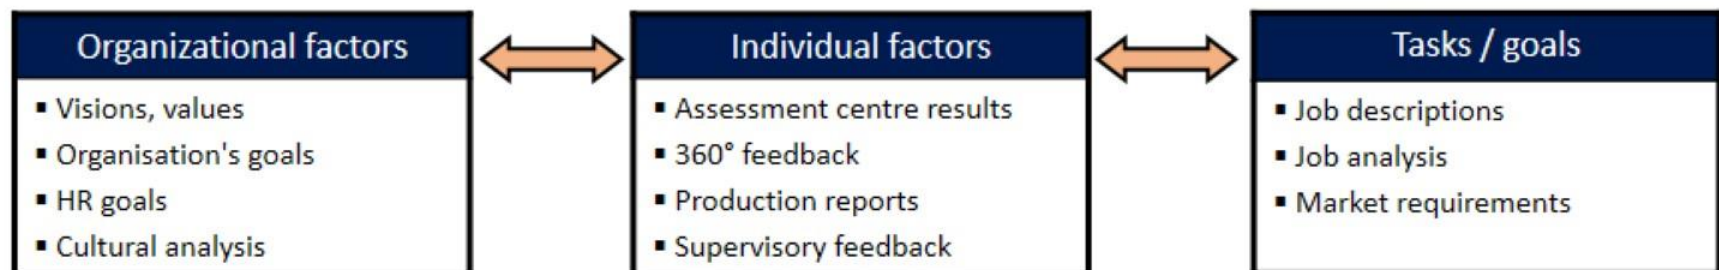 Organizational factors
▪ Visions, values
▪ Organisation's goals
▪ HR goals
▪ Cultural analysis
Individual factors
▪ Assessment centre results
▪ 360° feedback
▪ Production reports
▪ Supervisory feedback
Tasks / goals
▪ Job descriptions
▪ Job analysis
▪ Market requirements